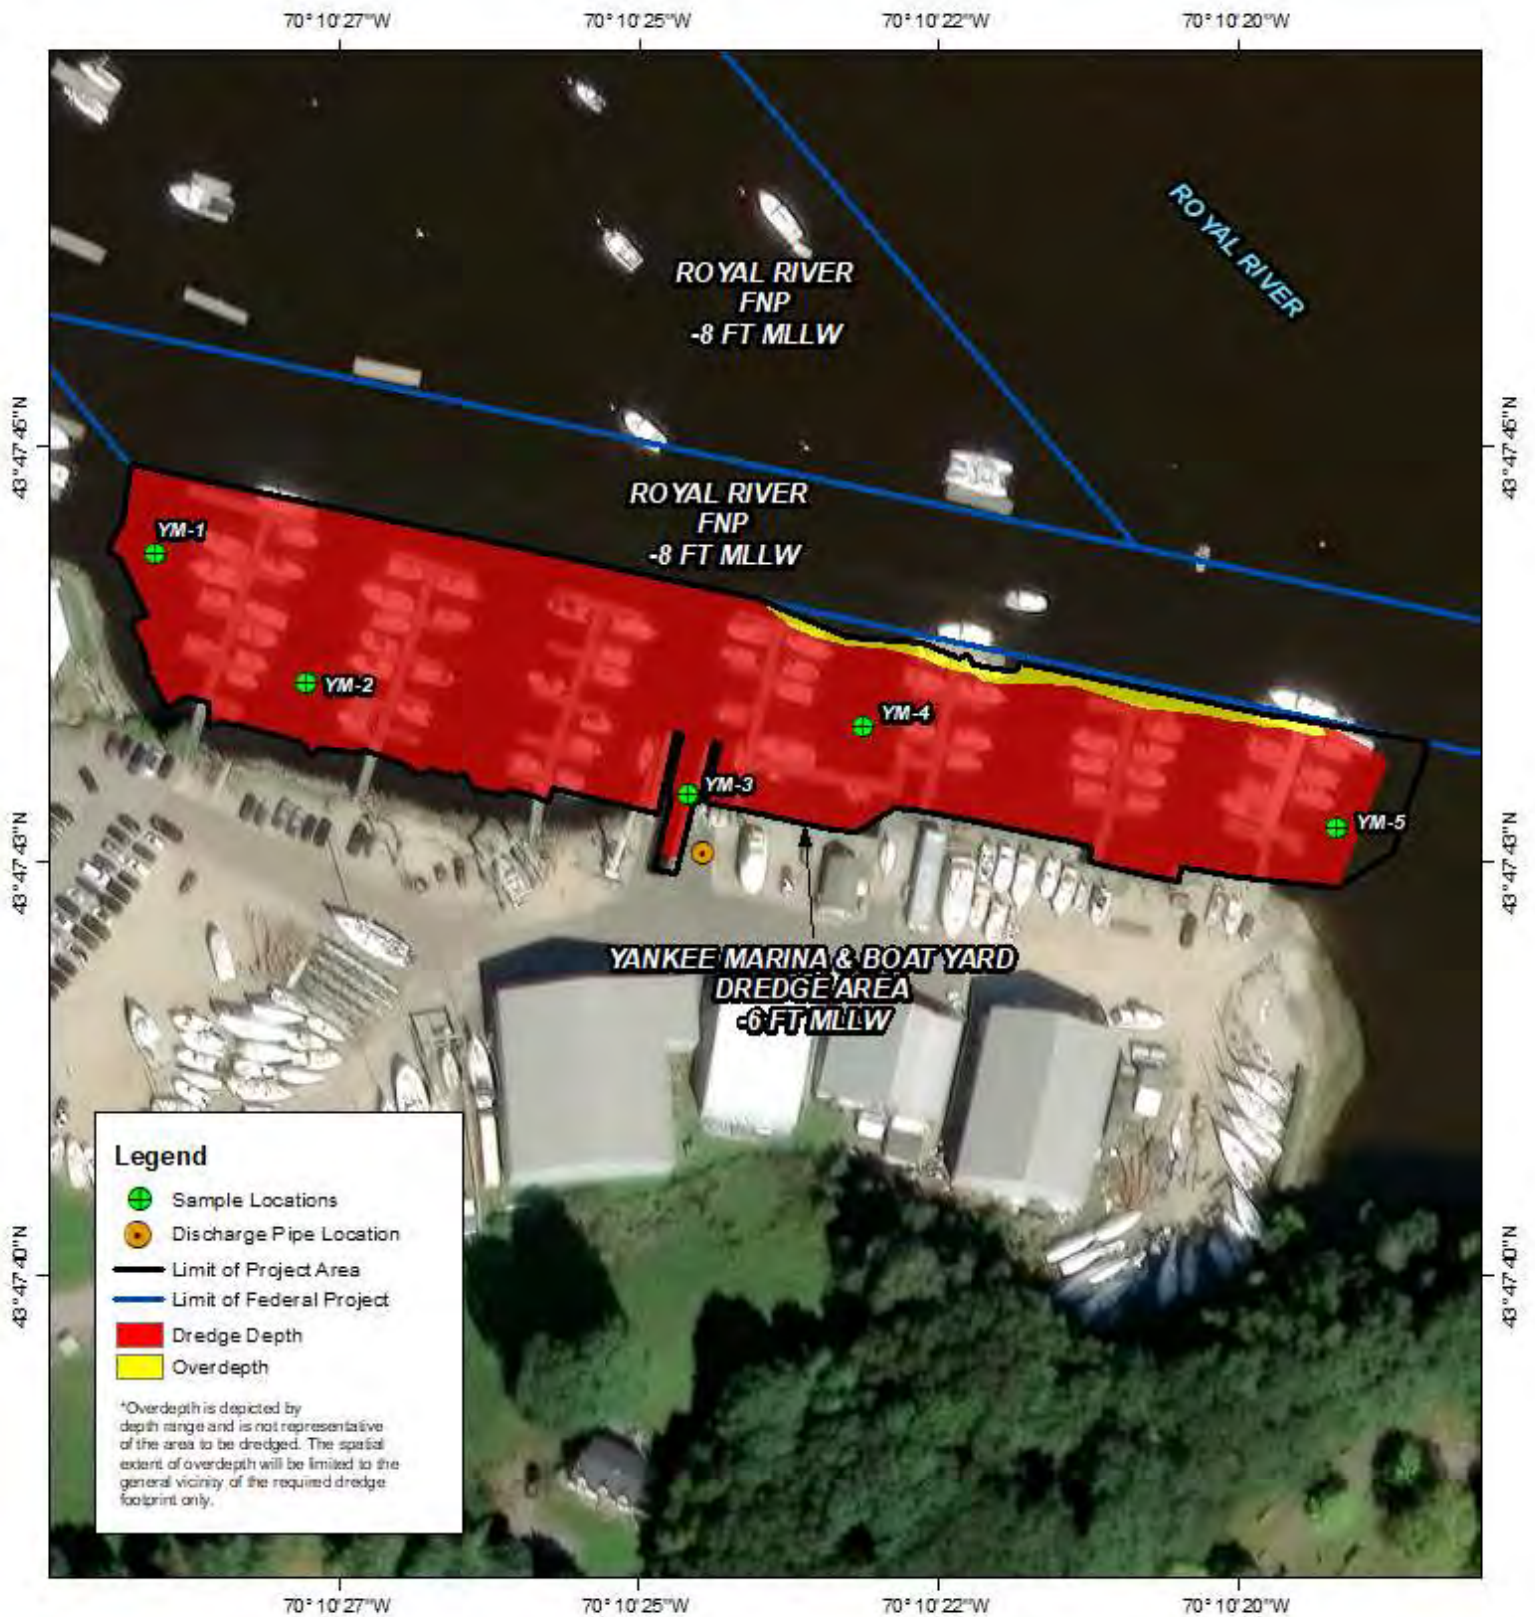 70°10'27"W 70°10'25"W 70°10'22"W 70°10'20"W
ROYAL RIVER
ROYAL RIVER
FNP
-8 FT MLLW
43°47'45"N
43°47'45"N
ROYAL RIVER
FNP
-8 FT MLLW
YM-1
YM-2
YM-4
YM-3
YM-5
43°47'43"N
43°47'43"N
YANKEE MARINA & BOAT YARD
DREDGE AREA
-6 FT MLLW
Legend
Sample Locations
Discharge Pipe Location
Limit of Project Area
Limit of Federal Project
Dredge Depth
Overdepth
*Overdepth is depicted by
depth range and is not representative
of the area to be dredged. The spatial
extent of overdepth will be limited to the
general vicinity of the required dredge
footprint only.
43°47'40"N
43°47'40"N
70°10'27"W 70°10'25"W 70°10'22"W 70°10'20"W